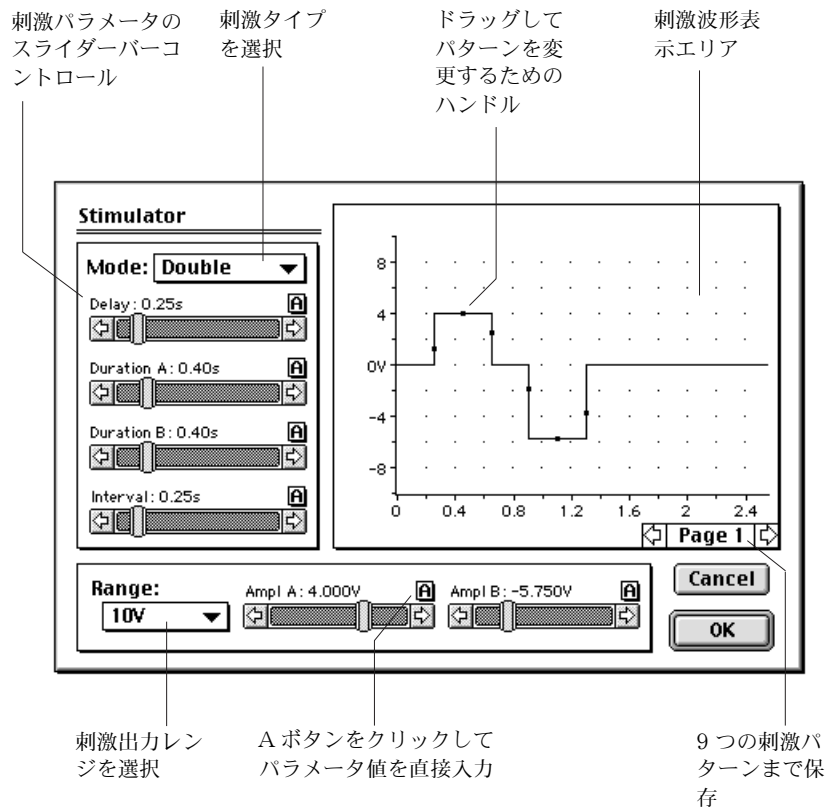 刺激パラメータの
スライダーバーコ
ントロール
刺激タイプ
を選択
ドラッグして
パターンを変
更するための
ハンドル
刺激波形表
示エリア
Stimulator
Mode: Double
Delay: 0.25s A
Duration A: 0.40s A
Duration B: 0.40s A
Interval: 0.25s A
8
4
0V
-4
-8
0 0.4 0.8 1.2 1.6 2 2.4
Page 1
Range:
10V
Ampl A: 4.000V A
Ampl B: -5.750V A
Cancel
OK
刺激出力レン
ジを選択
A ボタンをクリックして
パラメータ値を直接入力
9 つの刺激パ
ターンまで保
存